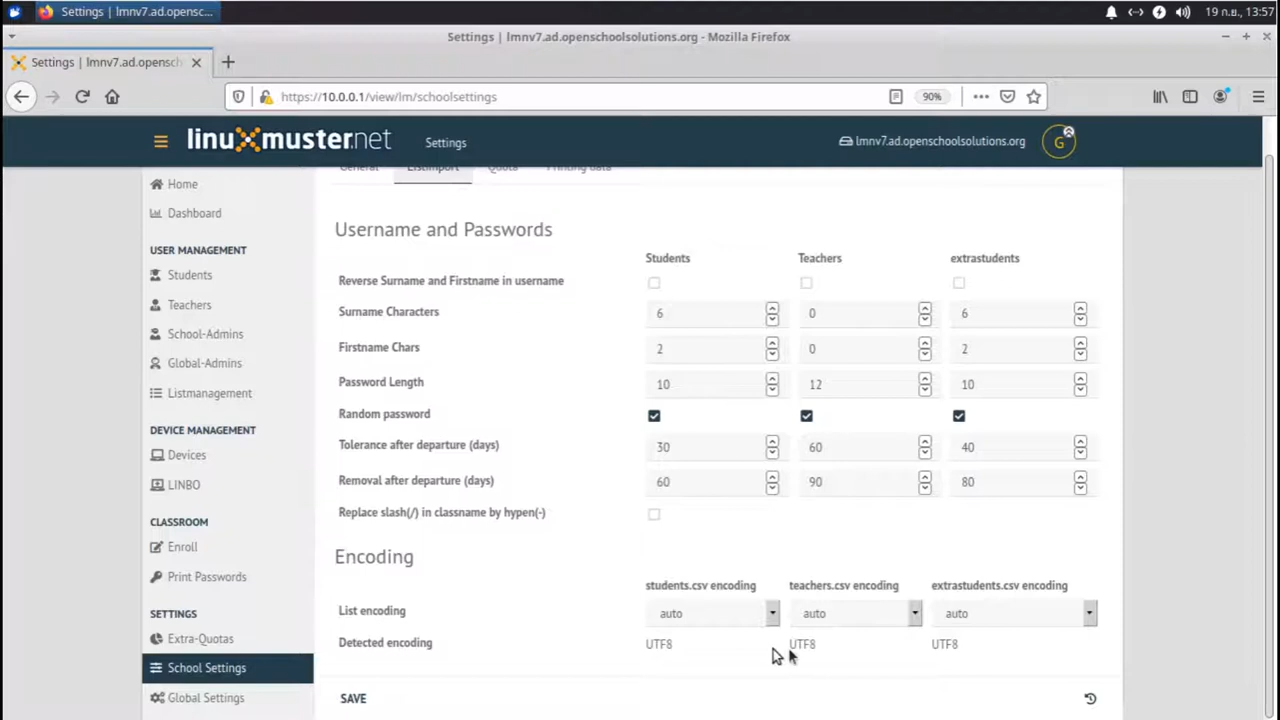 Settings | lmnv7.ad.opensc...
19 ก.ย., 13:57
Settings | lmnv7.ad.openschoolsolutions.org - Mozilla Firefox
Settings | lmnv7.ad.opensch
https://10.0.0.1/view/lm/schoolsettings
90%
linuxmuster.net
Settings
lmnv7.ad.openschoolsolutions.org
G
General
Listimport
Quota
Printing data
Home
Dashboard
USER MANAGEMENT
Students
Teachers
School-Admins
Global-Admins
Listmanagement
DEVICE MANAGEMENT
Devices
LINBO
CLASSROOM
Enroll
Print Passwords
SETTINGS
Extra-Quotas
School Settings
Global Settings
Username and Passwords
Students Teachers extrastudents
Reverse Surname and Firstname in username
Surname Characters 6 0 6
Firstname Chars 2 0 2
Password Length 10 12 10
Random password
Tolerance after departure (days) 30 60 40
Removal after departure (days) 60 90 80
Replace slash(/) in classname by hypen(-)
Encoding
students.csv encoding teachers.csv encoding extrastudents.csv encoding
List encoding auto auto auto
Detected encoding UTF8 UTF8 UTF8
SAVE